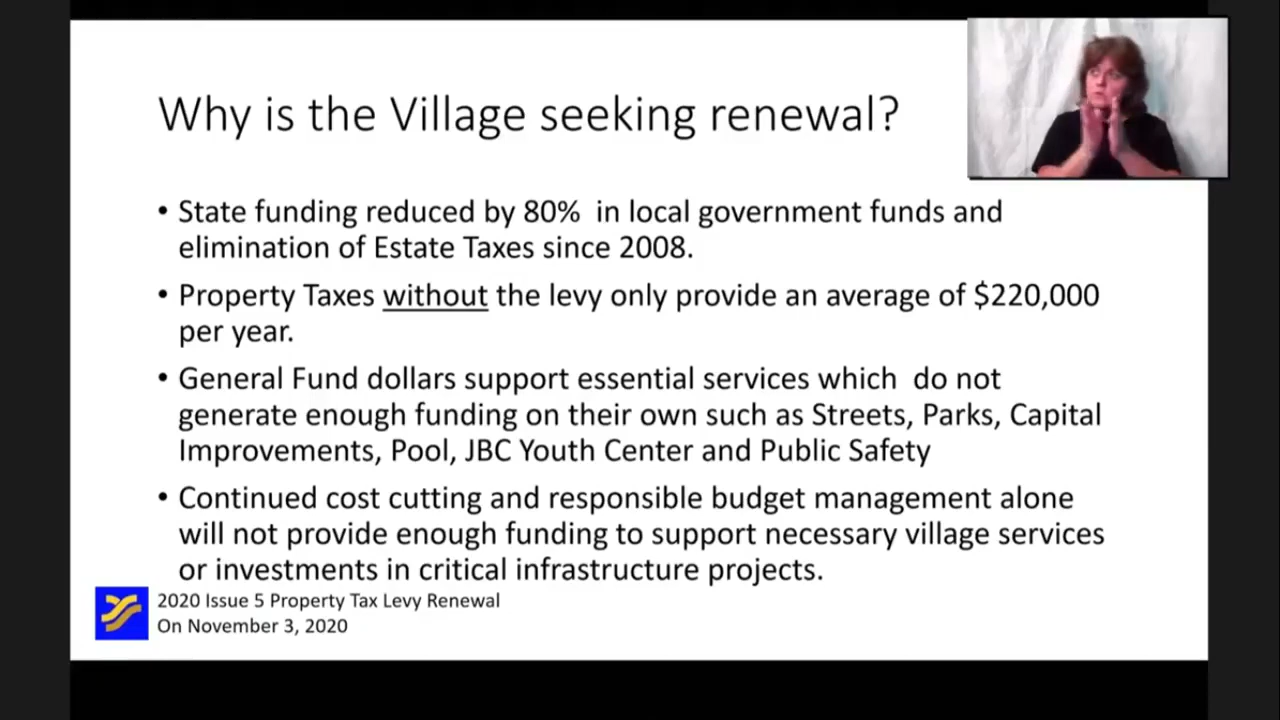 Why is the Village seeking renewal?
• State funding reduced by 80%  in local government funds and
elimination of Estate Taxes since 2008.
• Property Taxes without the levy only provide an average of $220,000
per year.
• General Fund dollars support essential services which  do not
generate enough funding on their own such as Streets, Parks, Capital
Improvements, Pool, JBC Youth Center and Public Safety
• Continued cost cutting and responsible budget management alone
will not provide enough funding to support necessary village services
or investments in critical infrastructure projects.
2020 Issue 5 Property Tax Levy Renewal
On November 3, 2020